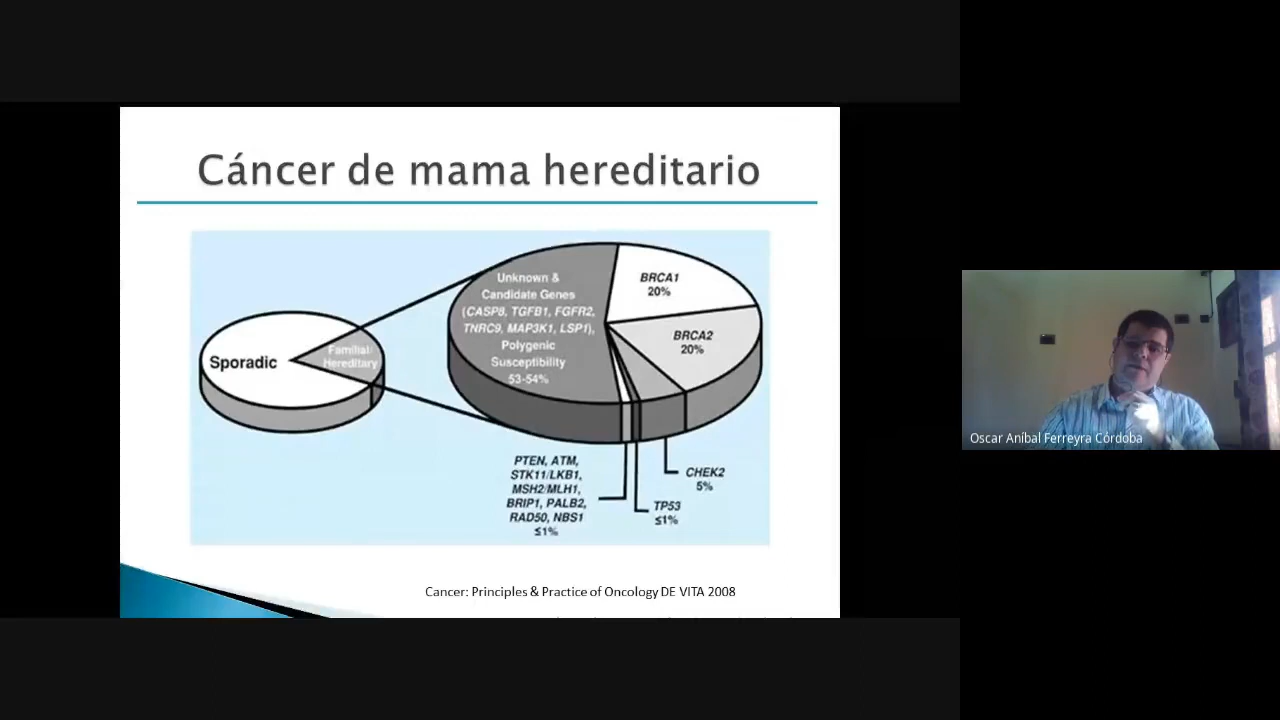 Cáncer de mama hereditario
Sporadic
Familial/
Hereditary
Unknown &
Candidate Genes
(CASP8, TGFB1, FGFR2,
TNRC9, MAP3K1, LSP1),
Polygenic
Susceptibility
53-54%
BRCA1
20%
BRCA2
20%
PTEN, ATM,
STK11/LKB1,
MSH2/MLH1,
BRIP1, PALB2,
RAD50, NBS1
≤1%
TP53
≤1%
CHEK2
5%
Cancer: Principles & Practice of Oncology DE VITA 2008
Oscar Aníbal Ferreyra Córdoba